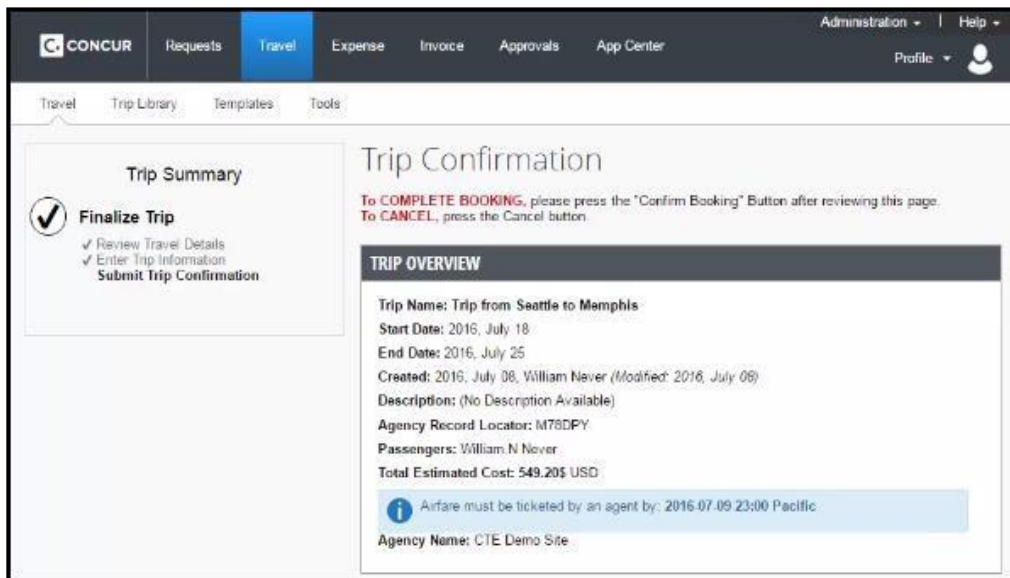 Administration | Help
C. CONCUR Requests Travel Expense Invoice Approvals App Center
Profile
Travel Trip Library Templates Tools
Trip Summary
Finalize Trip
Review Travel Details
Enter Trip Information
Submit Trip Confirmation
Trip Confirmation
To COMPLETE BOOKING, please press the "Confirm Booking" Button after reviewing this page.
To CANCEL, press the Cancel button.
TRIP OVERVIEW
Trip Name: Trip from Seattle to Memphis
Start Date: 2016, July 18
End Date: 2016, July 25
Created: 2016, July 08, William Never (Modified: 2016, July 08)
Description: (No Description Available)
Agency Record Locator: M78DPY
Passengers: William N Never
Total Estimated Cost: 549.20$ USD
Airfare must be ticketed by an agent by: 2016-07-09 23:00 Pacific
Agency Name: CTE Demo Site